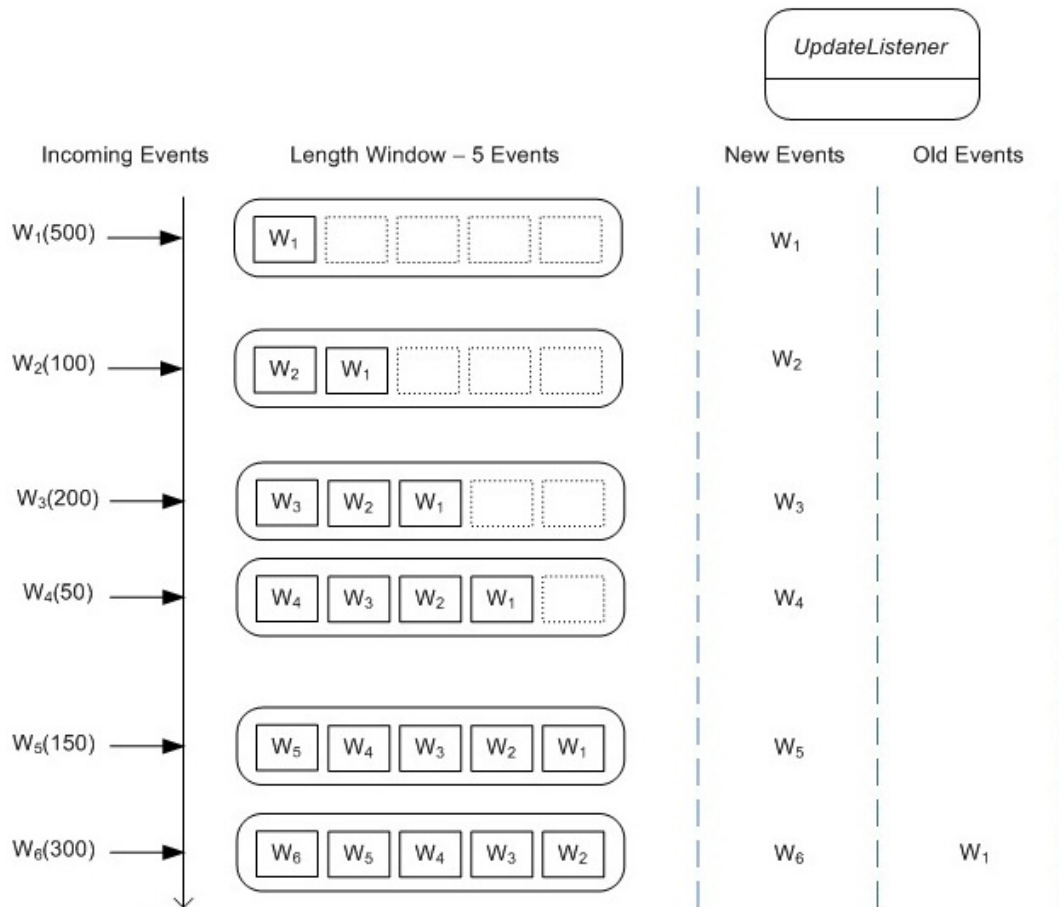 UpdateListener
Incoming Events Length Window – 5 Events New Events Old Events
W₁(500) W₁ W₁
W₂(100) W₂ W₁ W₂
W₃(200) W₃ W₂ W₁ W₃
W₄(50) W₄ W₃ W₂ W₁ W₄
W₅(150) W₅ W₄ W₃ W₂ W₁ W₅
W₆(300) W₆ W₅ W₄ W₃ W₂ W₆ W₁